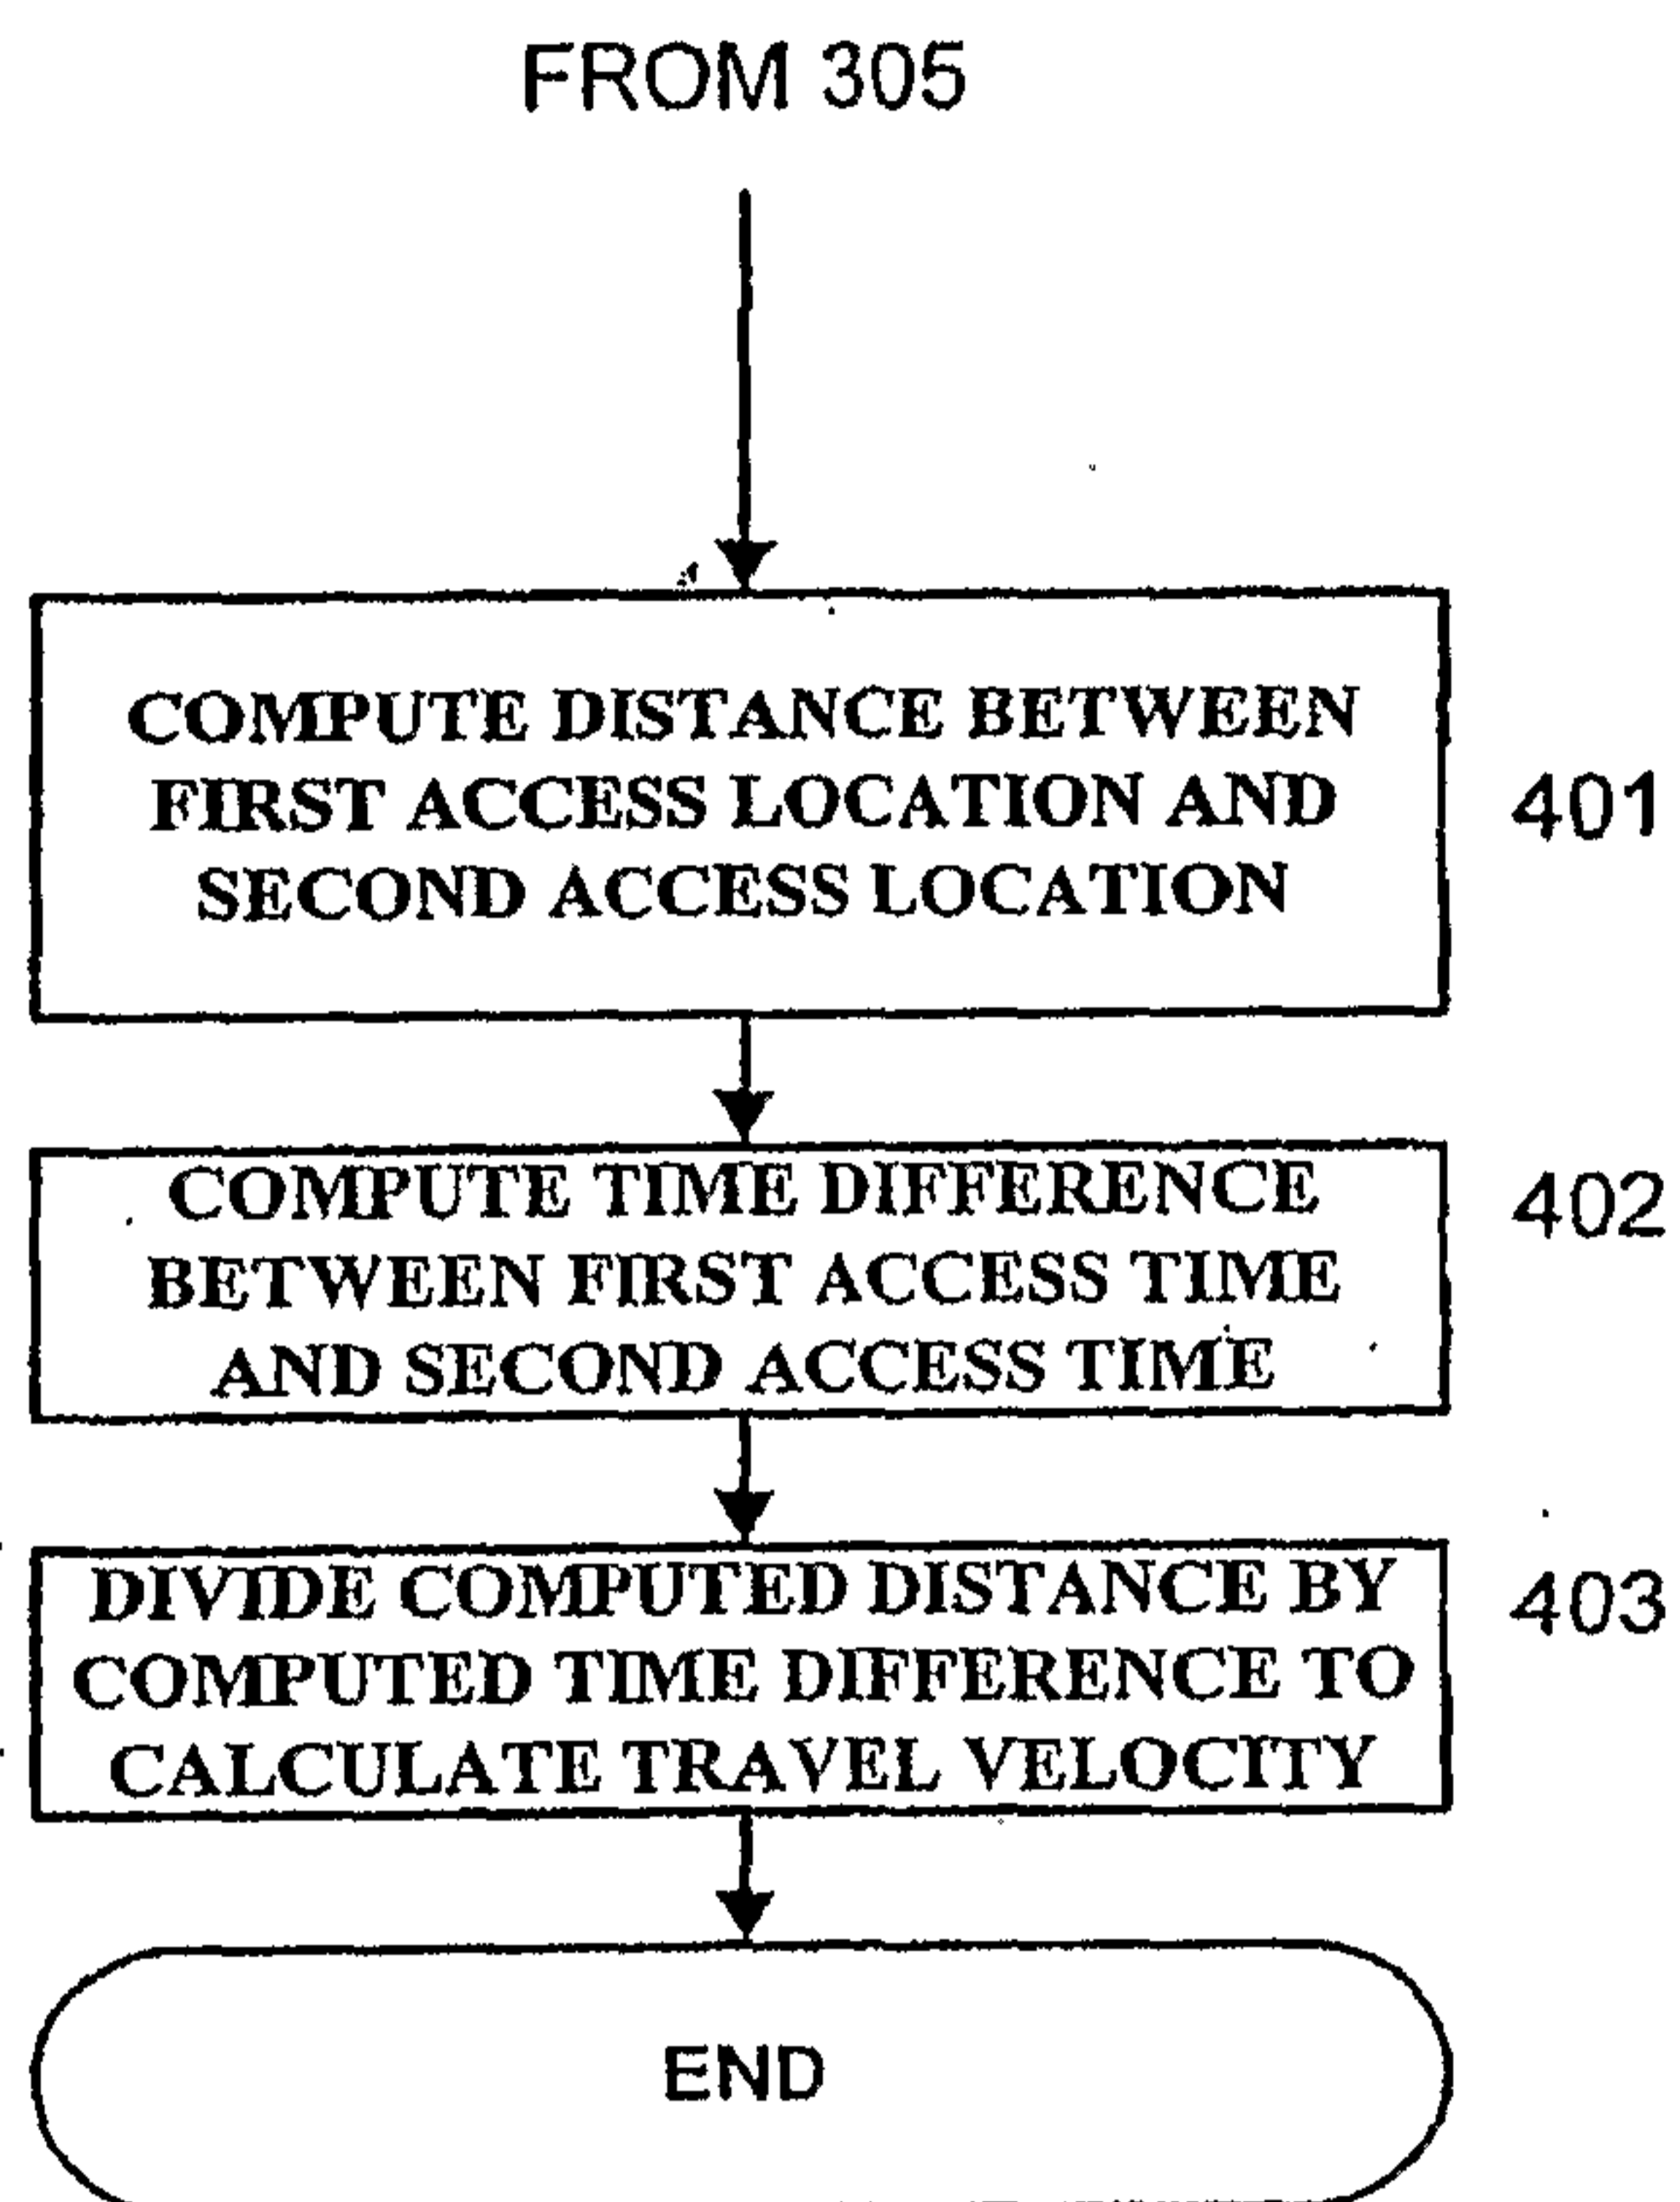 FROM 305
COMPUTE DISTANCE BETWEEN
FIRST ACCESS LOCATION AND
SECOND ACCESS LOCATION
401
COMPUTE TIME DIFFERENCE
BETWEEN FIRST ACCESS TIME
AND SECOND ACCESS TIME
402
DIVIDE COMPUTED DISTANCE BY
COMPUTED TIME DIFFERENCE TO
CALCULATE TRAVEL VELOCITY
403
END